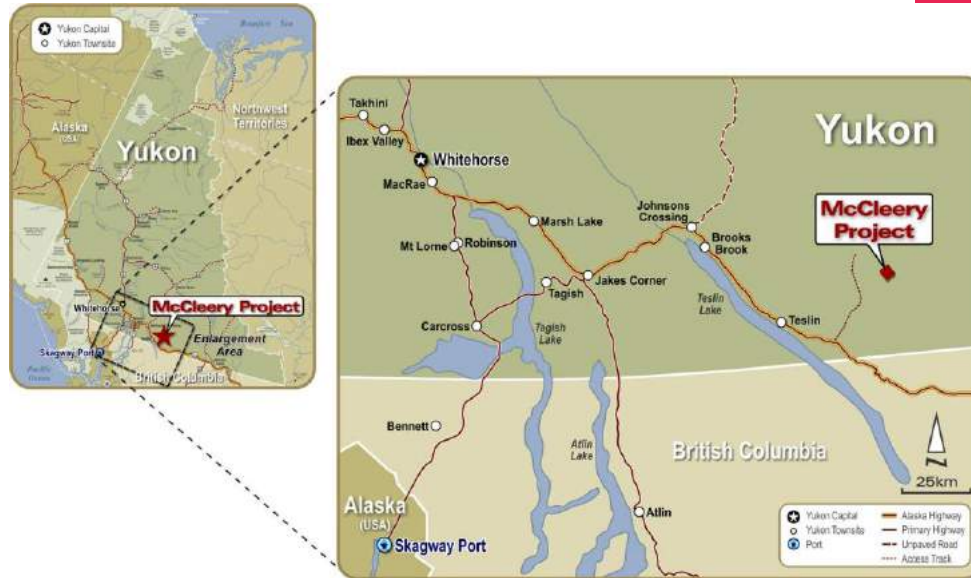 Yukon Capital
Yukon Townsite
Northwest
Territories
Alaska
(USA
Yukon
Whitehorse
McCleery Project
Enlargement
Area
Skagway Port
Pacific
British Columbia
Takhini
Ibex Valley
Whitehorse
MacRae
Mt Lorne
Robinson
Marsh Lake
Tagish
Jakes Corner
Carcross
Tagish
Lake
Johnsons
Crossing
Brooks
Brook
Yukon
McCleery
Project
Teslin
Lake
Teslin
Bennett
Atlin
Lake
British Columbia
Atlin
Alaska
(USA)
Skagway Port
N
25km
Yukon Capital
Yukon Townsite
Port
Alaska Highway
Primary Highway
Unpaved Road
Access Track